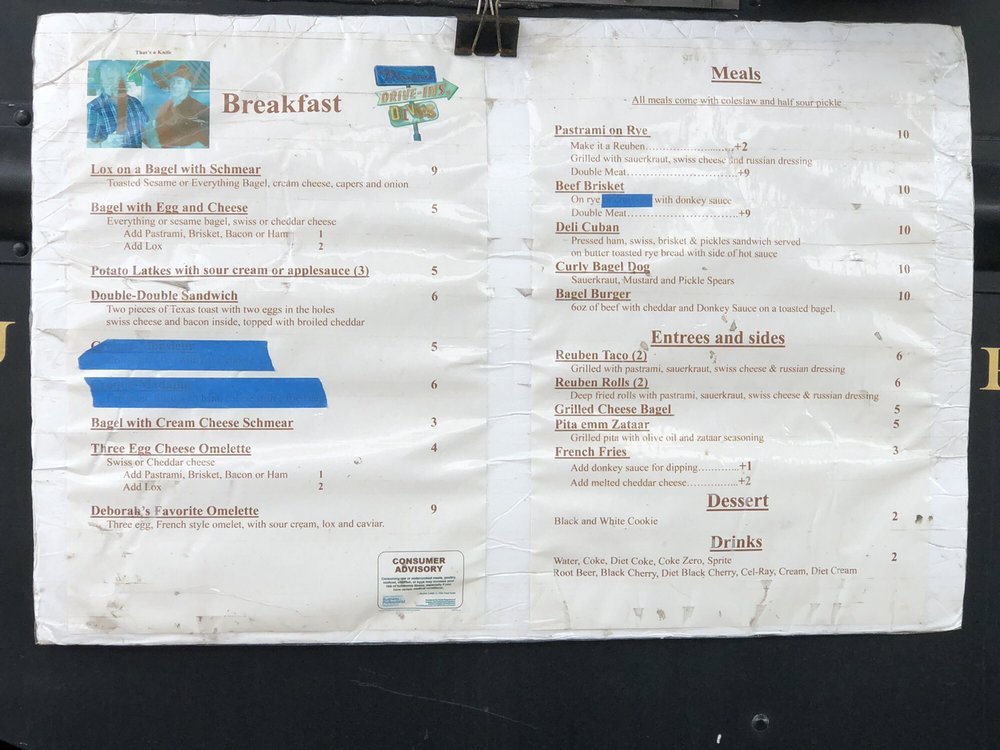 That's a Knife
Breakfast
DRIVE-INS
Lox on a Bagel with Schmear 9
Toasted Sesame or Everything Bagel, cream cheese, capers and onion
Bagel with Egg and Cheese 5
Everything or sesame bagel, swiss or cheddar cheese
Add Pastrami, Brisket, Bacon or Ham 1
Add Lox 2
Potato Latkes with sour cream or applesauce (3) 5
Double-Double Sandwich 6
Two pieces of Texas toast with two eggs in the holes
swiss cheese and bacon inside, topped with broiled cheddar
5
6
Bagel with Cream Cheese Schmear 3
Three Egg Cheese Omelette 4
Swiss or Cheddar cheese
Add Pastrami, Brisket, Bacon or Ham 1
Add Lox 2
Deborah's Favorite Omelette 9
Three egg, French style omelet, with sour cream, lox and caviar.
CONSUMER
ADVISORY
Meals
All meals come with coleslaw and half sour pickle
Pastrami on Rye 10
Make it a Reuben........................+2
Grilled with sauerkraut, swiss cheese and russian dressing
Double Meat..............................+9
Beef Brisket 10
On rye with donkey sauce
Double Meat..............................+9
Deli Cuban 10
Pressed ham, swiss, brisket & pickles sandwich served
on butter toasted rye bread with side of hot sauce
Curly Bagel Dog 10
Sauerkraut, Mustard and Pickle Spears
Bagel Burger 10
6oz of beef with cheddar and Donkey Sauce on a toasted bagel.
Entrees and sides
Reuben Taco (2) 6
Grilled with pastrami, sauerkraut, swiss cheese & russian dressing
Reuben Rolls (2) 6
Deep fried rolls with pastrami, sauerkraut, swiss cheese & russian dressing
Grilled Cheese Bagel 5
Pita emm Zataar 5
Grilled pita with olive oil and zataar seasoning
French Fries 3
Add donkey sauce for dipping............+1
Add melted cheddar cheese...............+2
Dessert
Black and White Cookie 2
Drinks
Water, Coke, Diet Coke, Coke Zero, Sprite 2
Root Beer, Black Cherry, Diet Black Cherry, Cel-Ray, Cream, Diet Cream